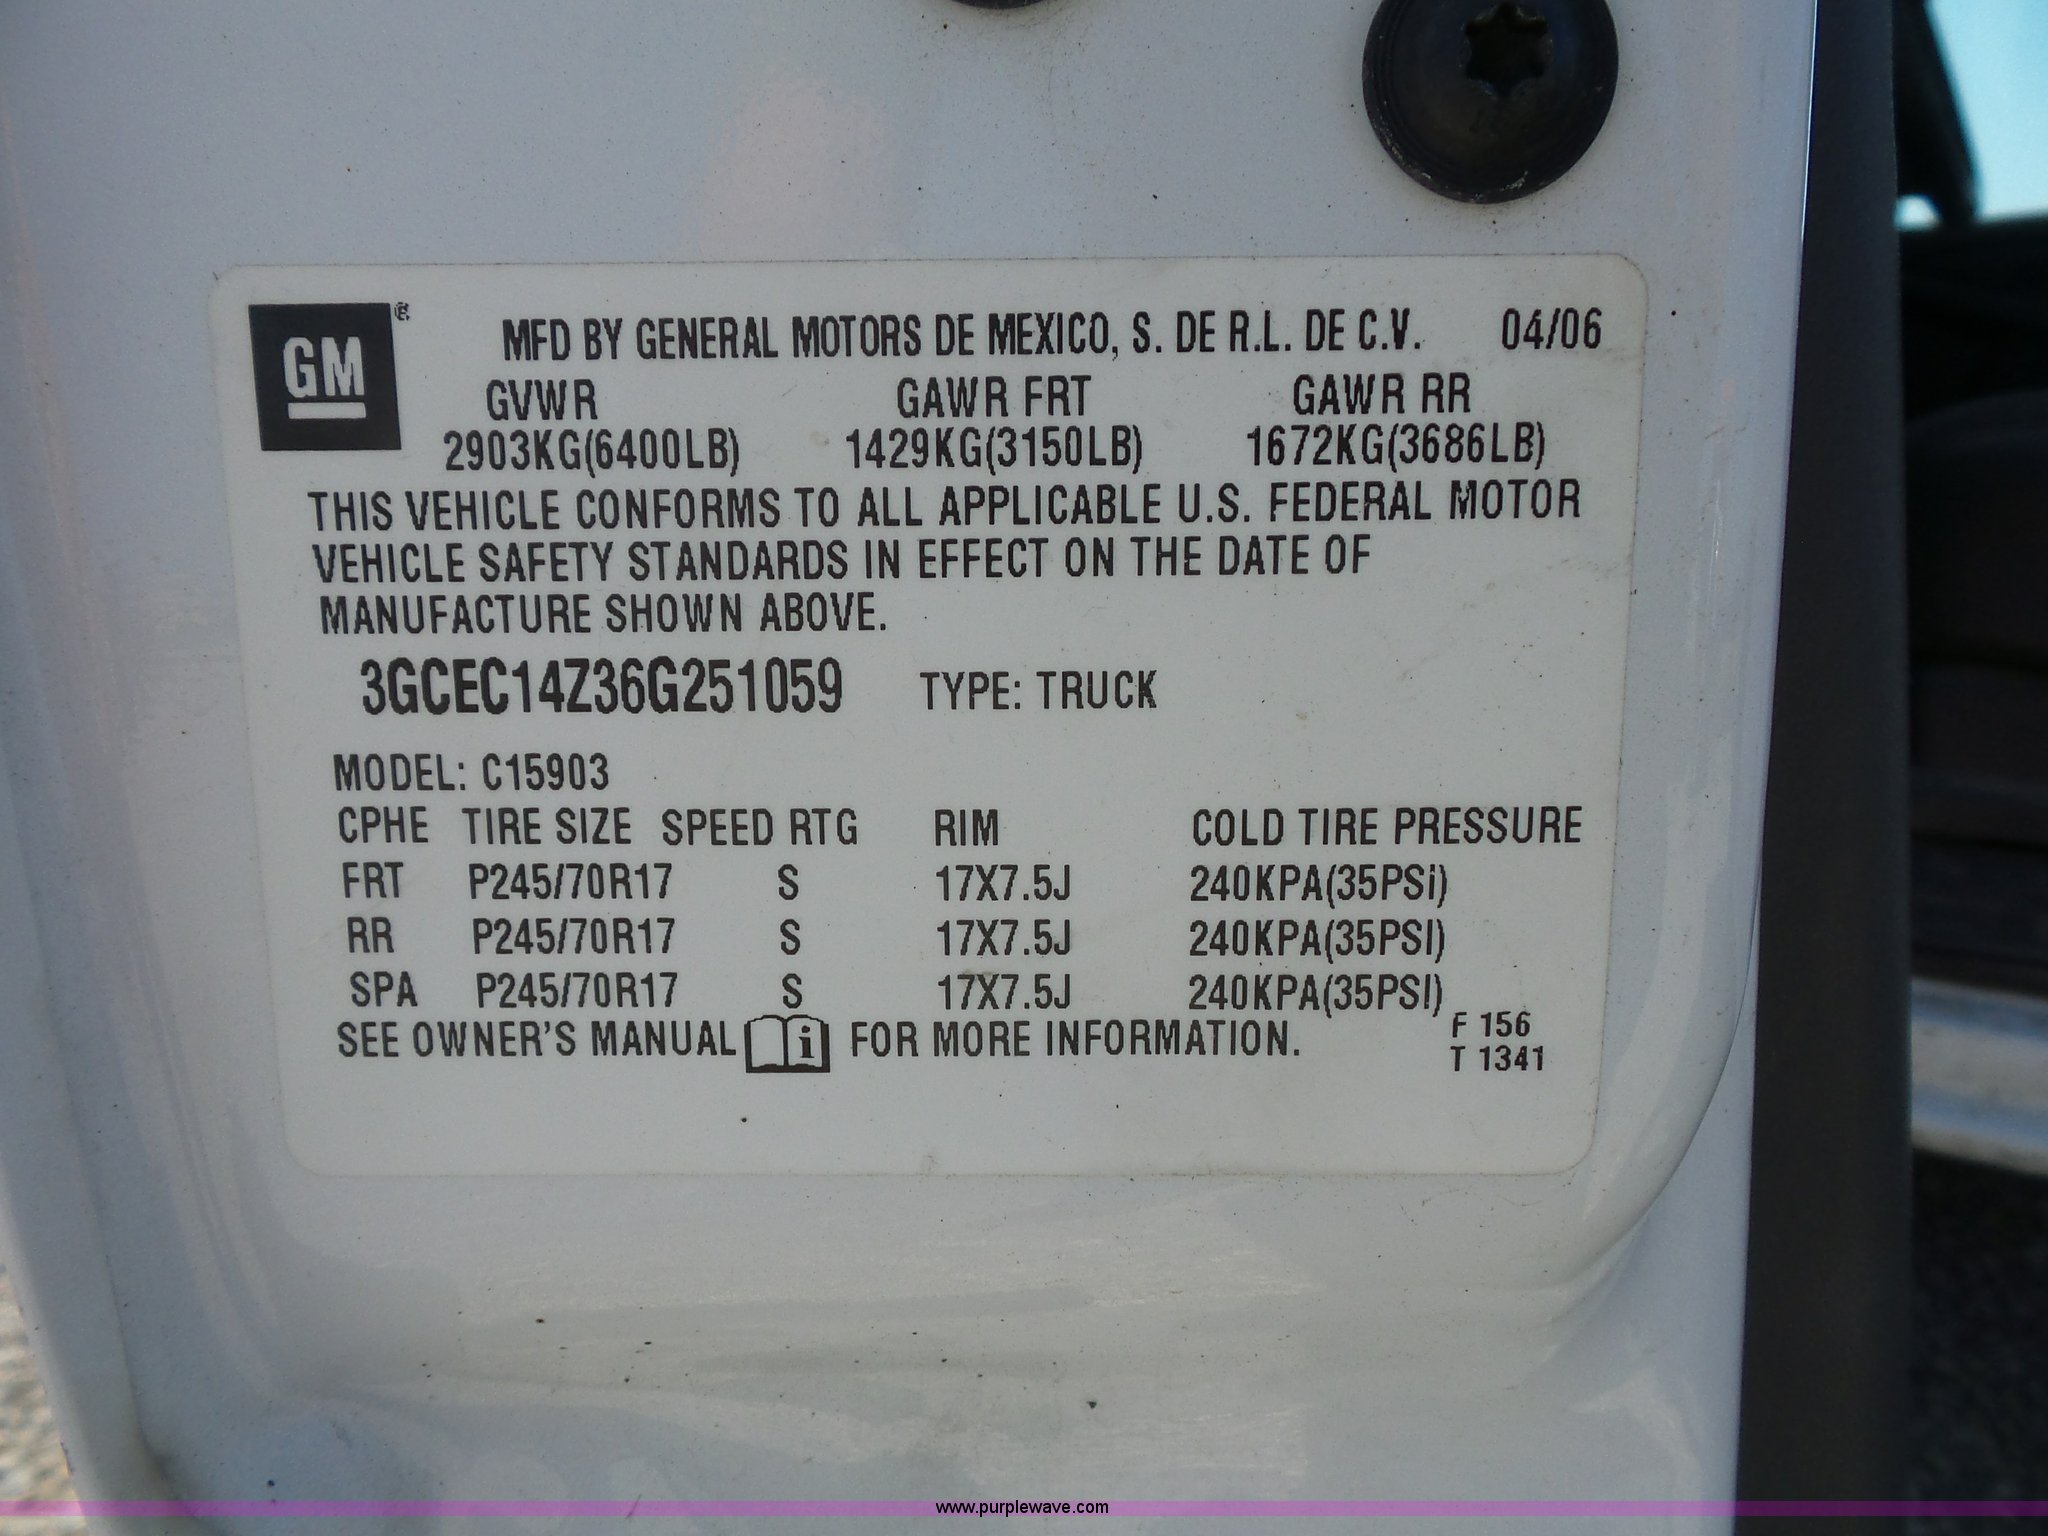 GM ®
MFD BY GENERAL MOTORS DE MEXICO, S. DE R.L. DE C.V. 04/06
GVWR GAWR FRT GAWR RR
2903KG(6400LB) 1429KG(3150LB) 1672KG(3686LB)
THIS VEHICLE CONFORMS TO ALL APPLICABLE U.S. FEDERAL MOTOR
VEHICLE SAFETY STANDARDS IN EFFECT ON THE DATE OF
MANUFACTURE SHOWN ABOVE.
3GCEC14Z36G251059 TYPE: TRUCK
MODEL: C15903
CPHE TIRE SIZE SPEED RTG RIM COLD TIRE PRESSURE
FRT P245/70R17 S 17X7.5J 240KPA(35PSi)
RR P245/70R17 S 17X7.5J 240KPA(35PSI)
SPA P245/70R17 S 17X7.5J 240KPA(35PSI)
SEE OWNER'S MANUAL i FOR MORE INFORMATION.
F 156
T 1341
www.purplewave.com